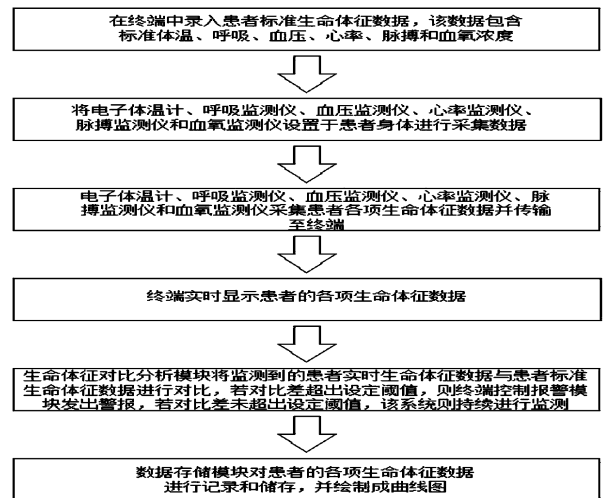 在终端中录入患者标准生命体征数据，该数据包含
标准体温、呼吸、血压、心率、脉搏和血氧浓度
将电子体温计、呼吸监测仪、血压监测仪、心率监测仪、
脉搏监测仪和血氧监测仪设置于患者身体进行采集数据
电子体温计、呼吸监测仪、血压监测仪、心率监测仪、脉
搏监测仪和血氧监测仪采集患者各项生命体征数据并传输
至终端
终端实时显示患者的各项生命体征数据
生命体征对比分析模块将监测到的患者实时生命体征数据与患者标准
生命体征数据进行对比，若对比差超出设定阈值，则终端控制报警模
块发出警报，若对比差未超出设定阈值，该系统则持续进行监测
数据存储模块对患者的各项生命体征数据
进行记录和储存，并绘制成曲线图